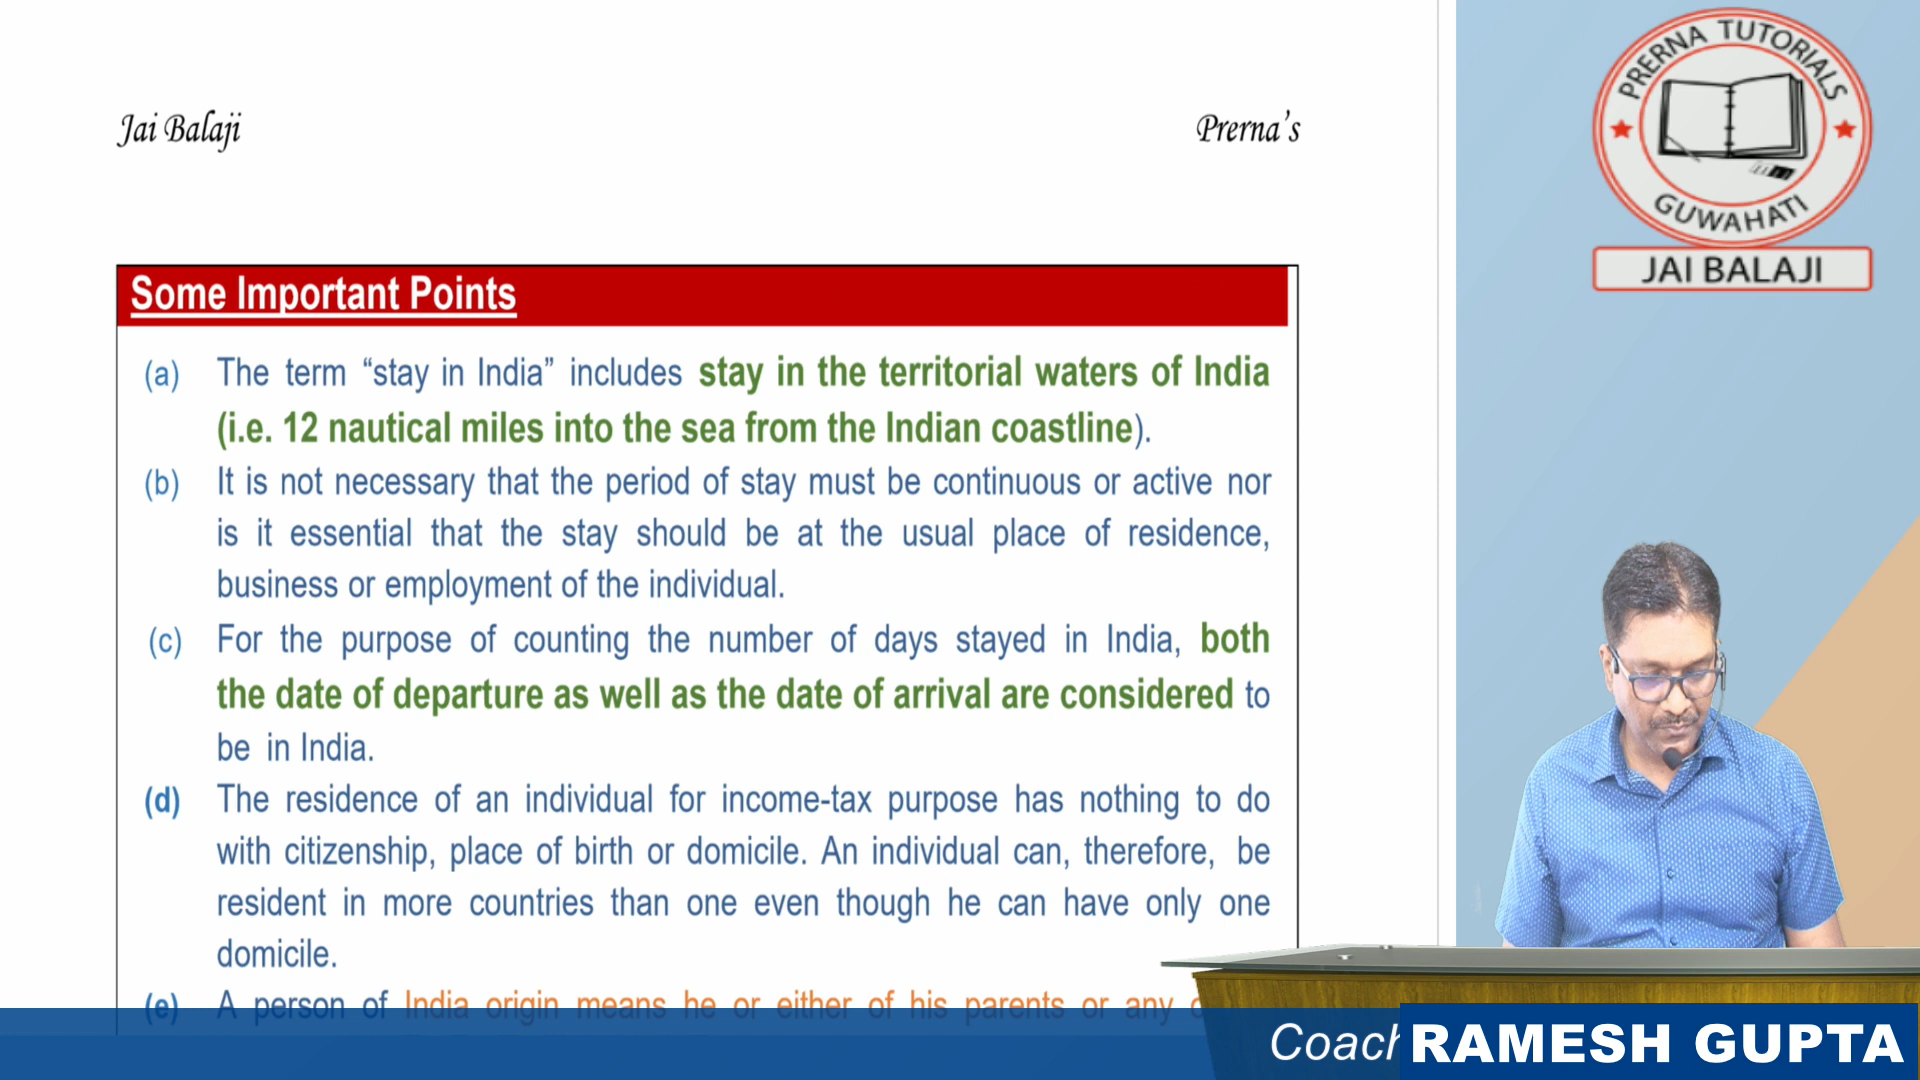 Jai Balaji
Prerna's
PRERNA TUTORIALS
GUWAHATI
JAI BALAJI
Some Important Points
(a) The term “stay in India” includes stay in the territorial waters of India
(i.e. 12 nautical miles into the sea from the Indian coastline).
(b) It is not necessary that the period of stay must be continuous or active nor
is it essential that the stay should be at the usual place of residence,
business or employment of the individual.
(c) For the purpose of counting the number of days stayed in India, both
the date of departure as well as the date of arrival are considered to
be in India.
(d) The residence of an individual for income-tax purpose has nothing to do
with citizenship, place of birth or domicile. An individual can, therefore, be
resident in more countries than one even though he can have only one
domicile.
(e) A person of India origin means he or either of his parents or any
Coach RAMESH GUPTA